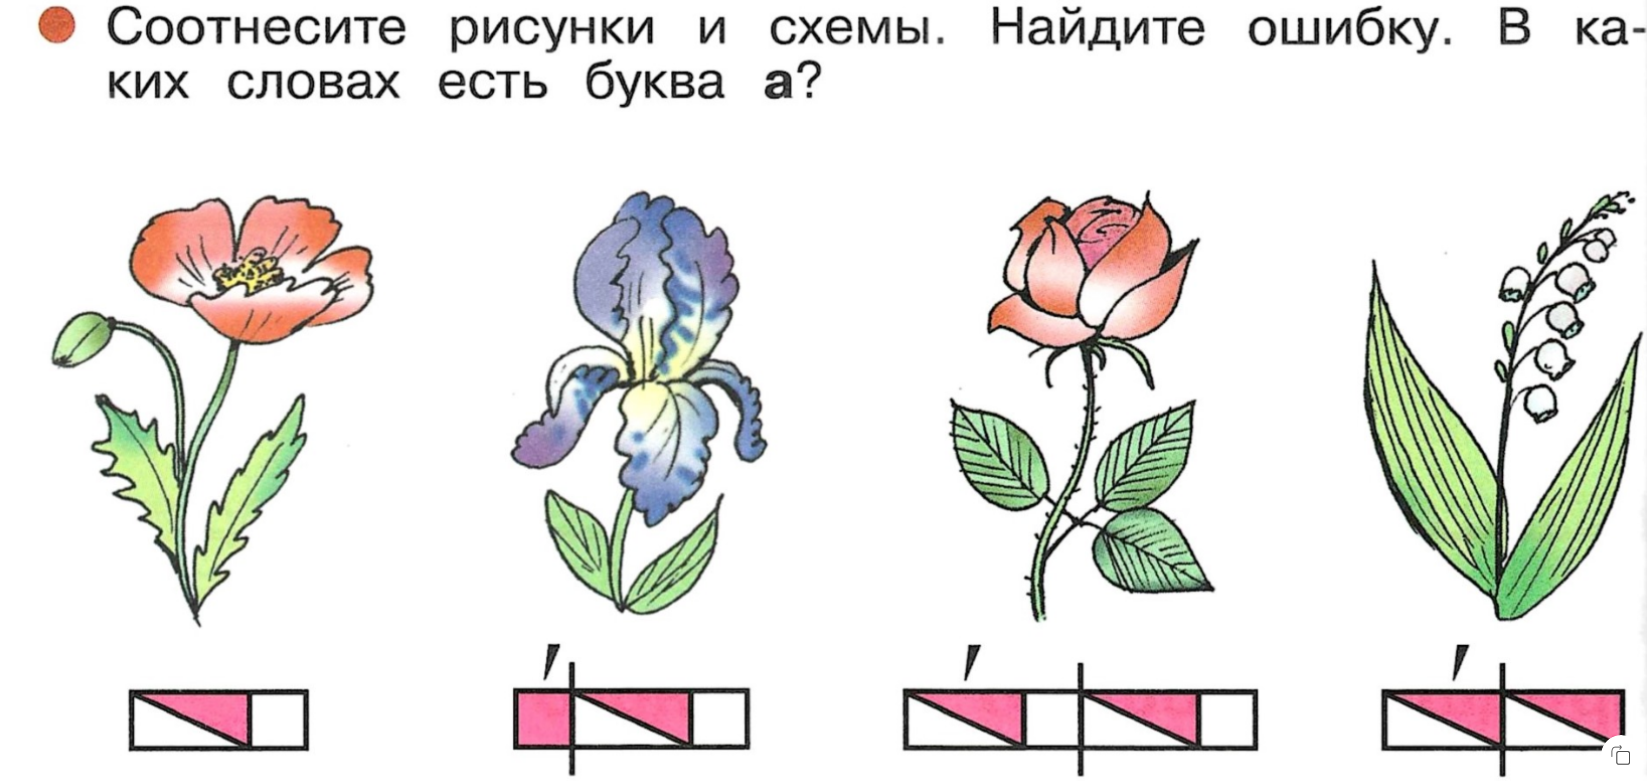 Соотнесите рисунки и схемы. Найдите ошибку. В ка-
ких словах есть буква а?